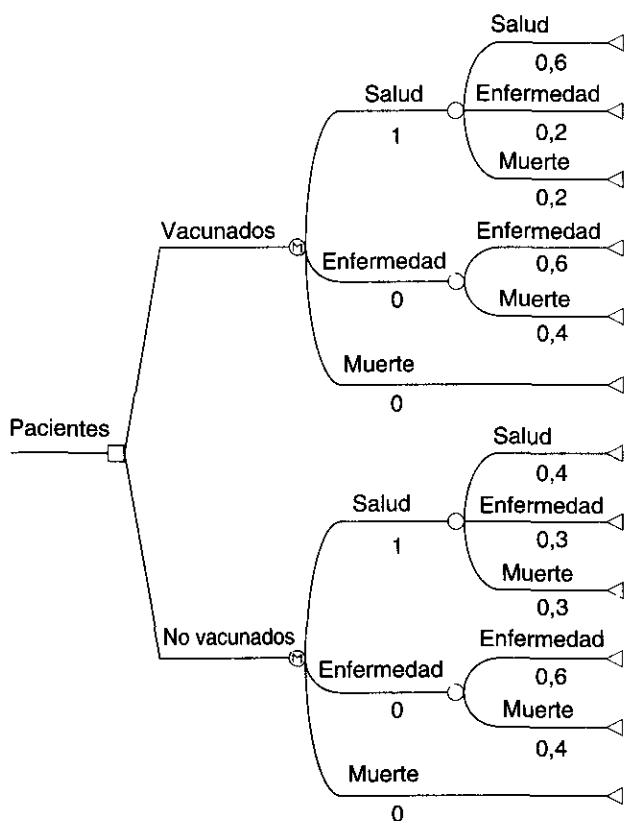 Salud
0,6
Salud
Enfermedad
1
0,2
Muerte
0,2
Vacunados
M
Enfermedad
Enfermedad
0,6
0
Muerte
0,4
Muerte
0
Pacientes
Salud
0,4
Salud
Enfermedad
1
0,3
Muerte
0,3
No vacunados
M
Enfermedad
Enfermedad
0,6
0
Muerte
0,4
Muerte
0